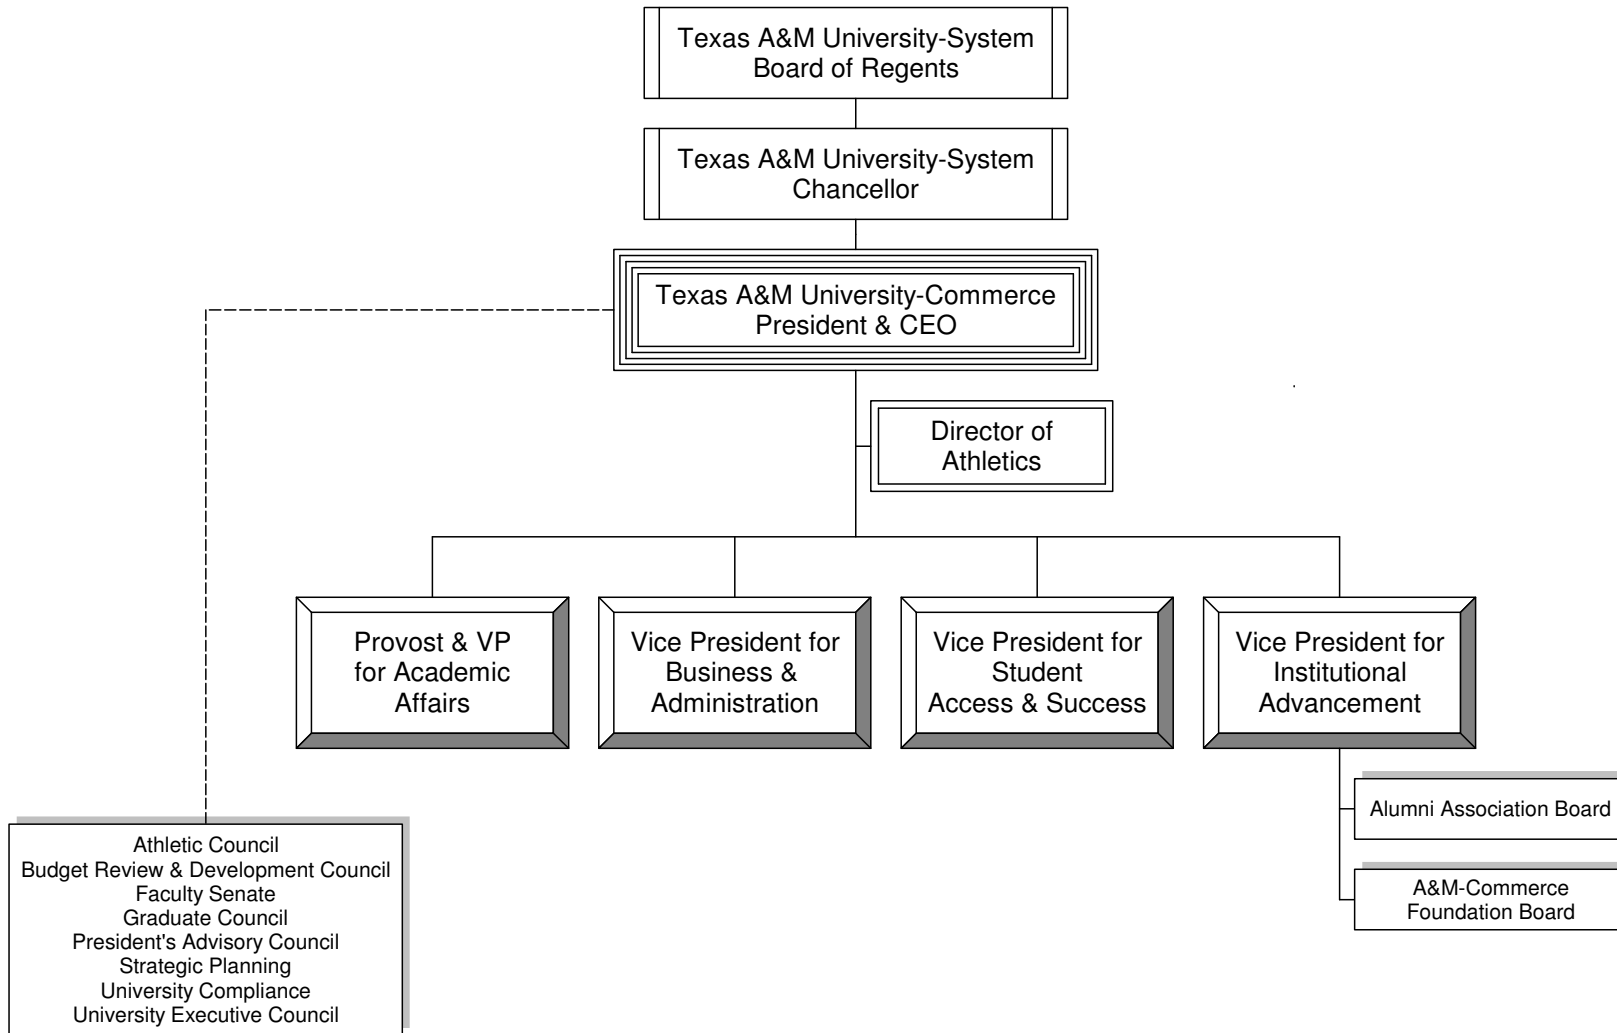 Texas A&M University-System
Board of Regents
Texas A&M University-System
Chancellor
Texas A&M University-Commerce
President & CEO
Director of
Athletics
Provost & VP
for Academic
Affairs
Vice President for
Business &
Administration
Vice President for
Student
Access & Success
Vice President for
Institutional
Advancement
Alumni Association Board
A&M-Commerce
Foundation Board
Athletic Council
Budget Review & Development Council
Faculty Senate
Graduate Council
President's Advisory Council
Strategic Planning
University Compliance
University Executive Council